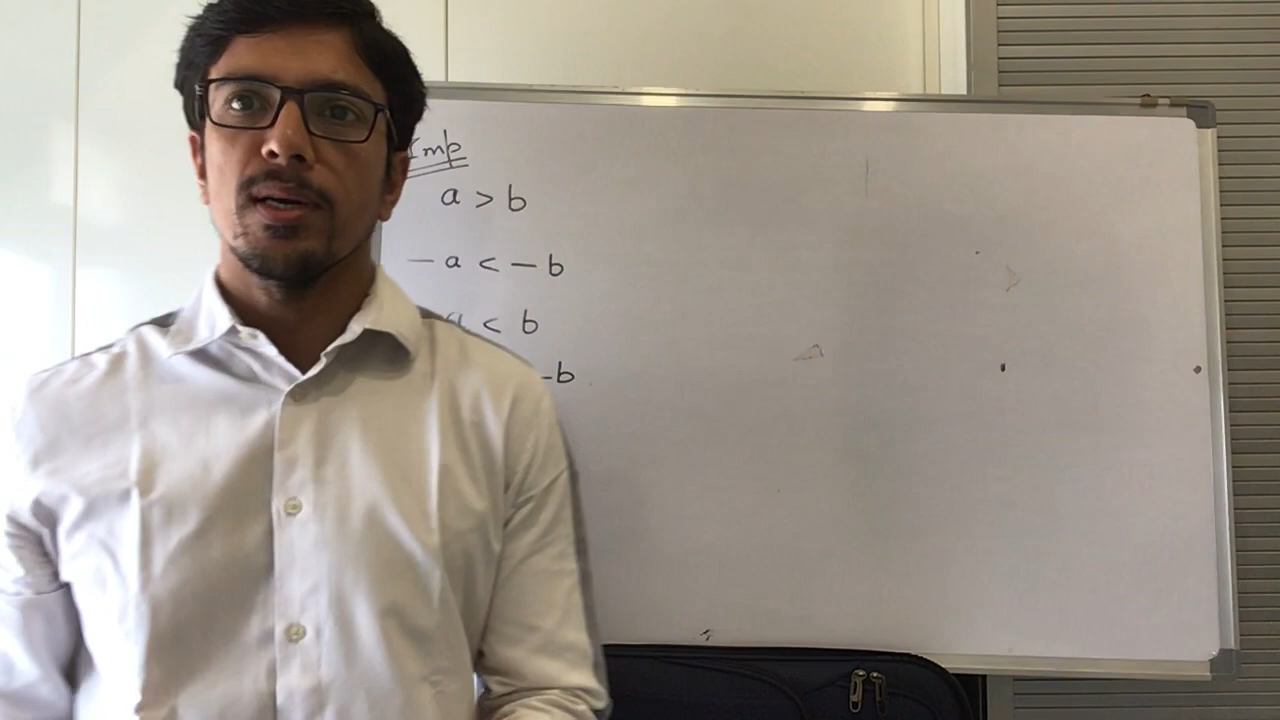 Imp
a > b
- a < - b
a < b
-b